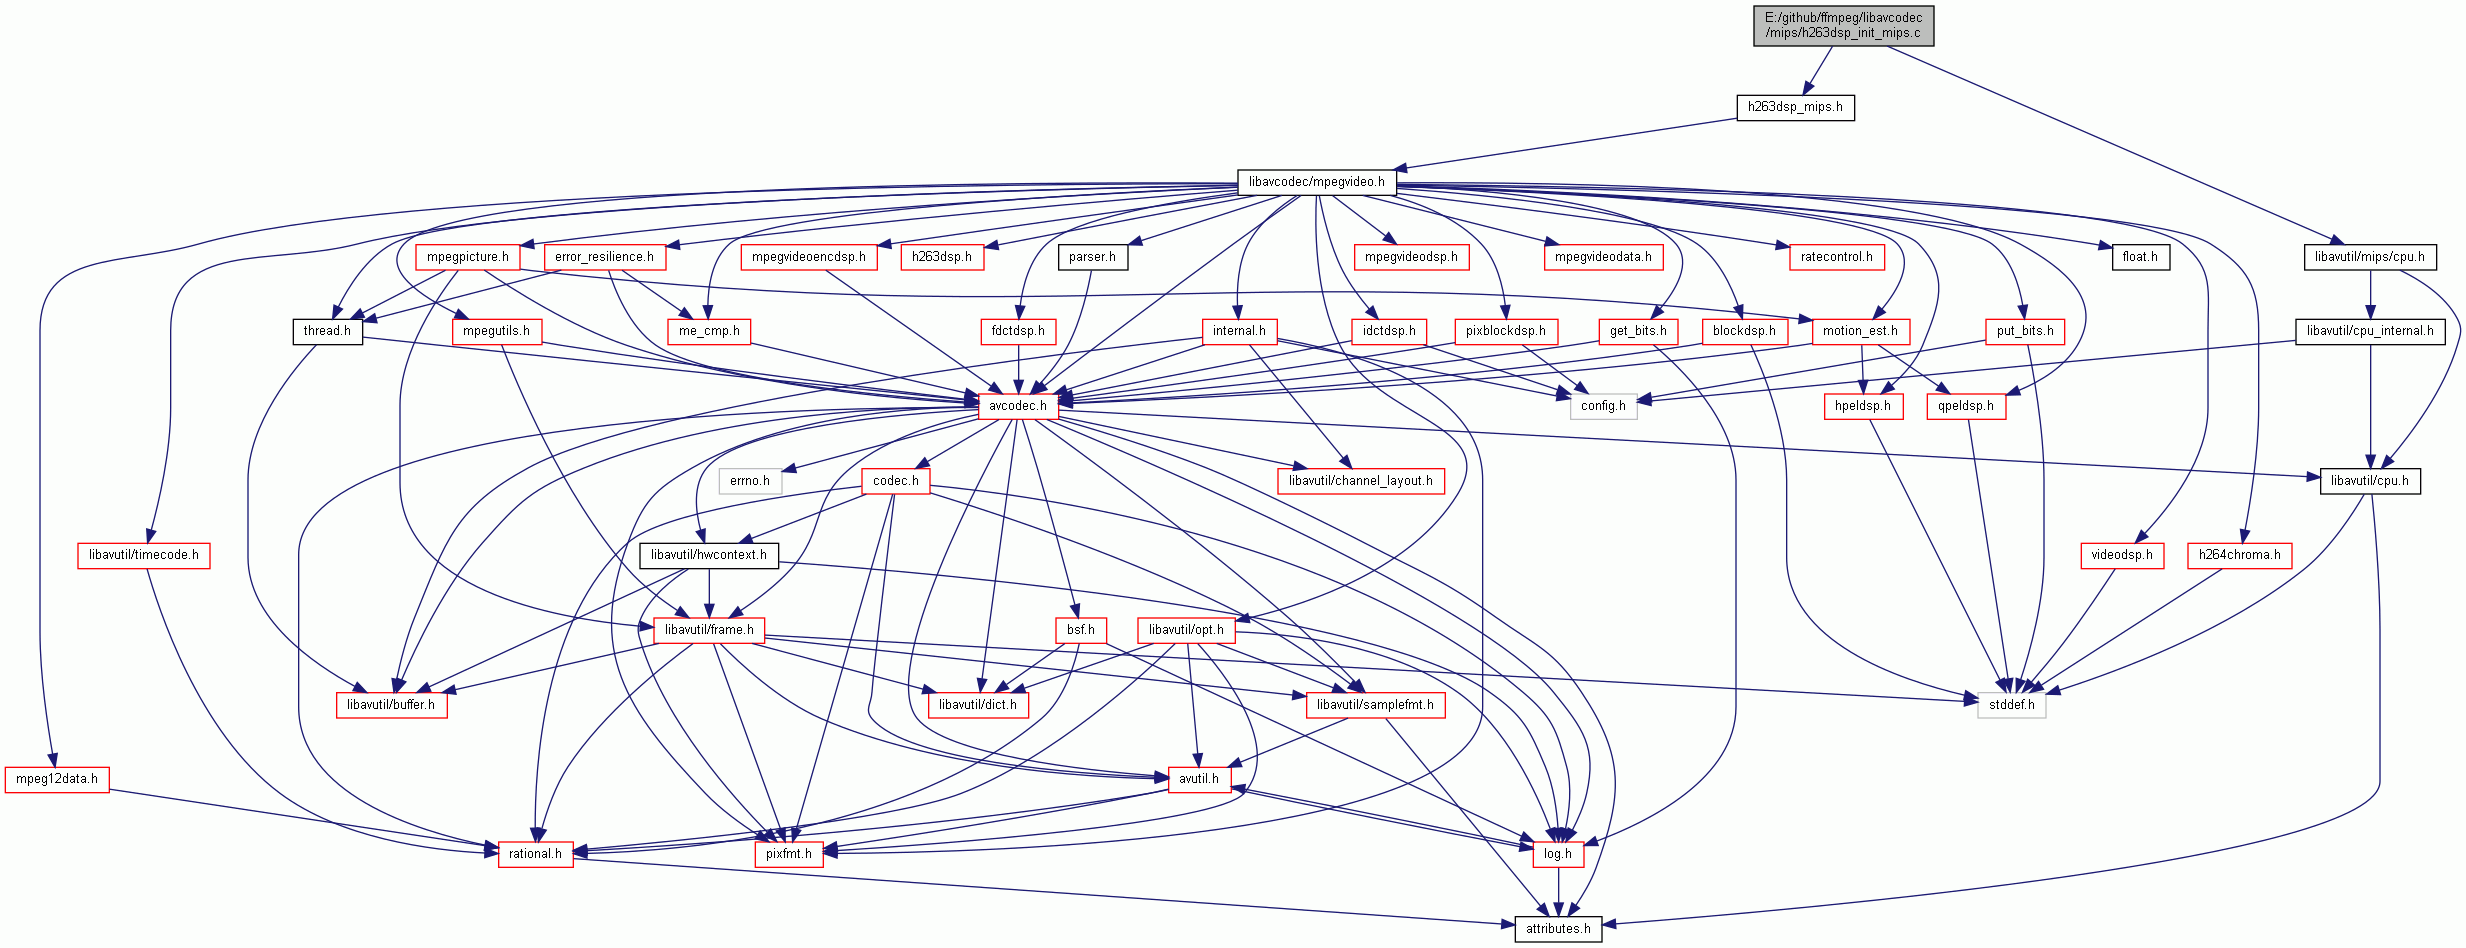 E:/github/ffmpeg/libavcodec
/mips/h263dsp_init_mips.c
h263dsp_mips.h
libavcodec/mpegvideo.h
mpegpicture.h
error_resilience.h
mpegvideoencdsp.h
h263dsp.h
parser.h
mpegvideodsp.h
mpegvideodata.h
ratecontrol.h
float.h
libavutil/mips/cpu.h
thread.h
mpegutils.h
me_cmp.h
fdctdsp.h
internal.h
idctdsp.h
pixblockdsp.h
get_bits.h
blockdsp.h
motion_est.h
put_bits.h
libavutil/cpu_internal.h
avcodec.h
config.h
hpeldsp.h
qpeldsp.h
errno.h
codec.h
libavutil/channel_layout.h
libavutil/cpu.h
libavutil/timecode.h
libavutil/hwcontext.h
videodsp.h
h264chroma.h
libavutil/frame.h
bsf.h
libavutil/opt.h
libavutil/buffer.h
libavutil/dict.h
libavutil/samplefmt.h
stddef.h
mpeg12data.h
avutil.h
rational.h
pixfmt.h
log.h
attributes.h